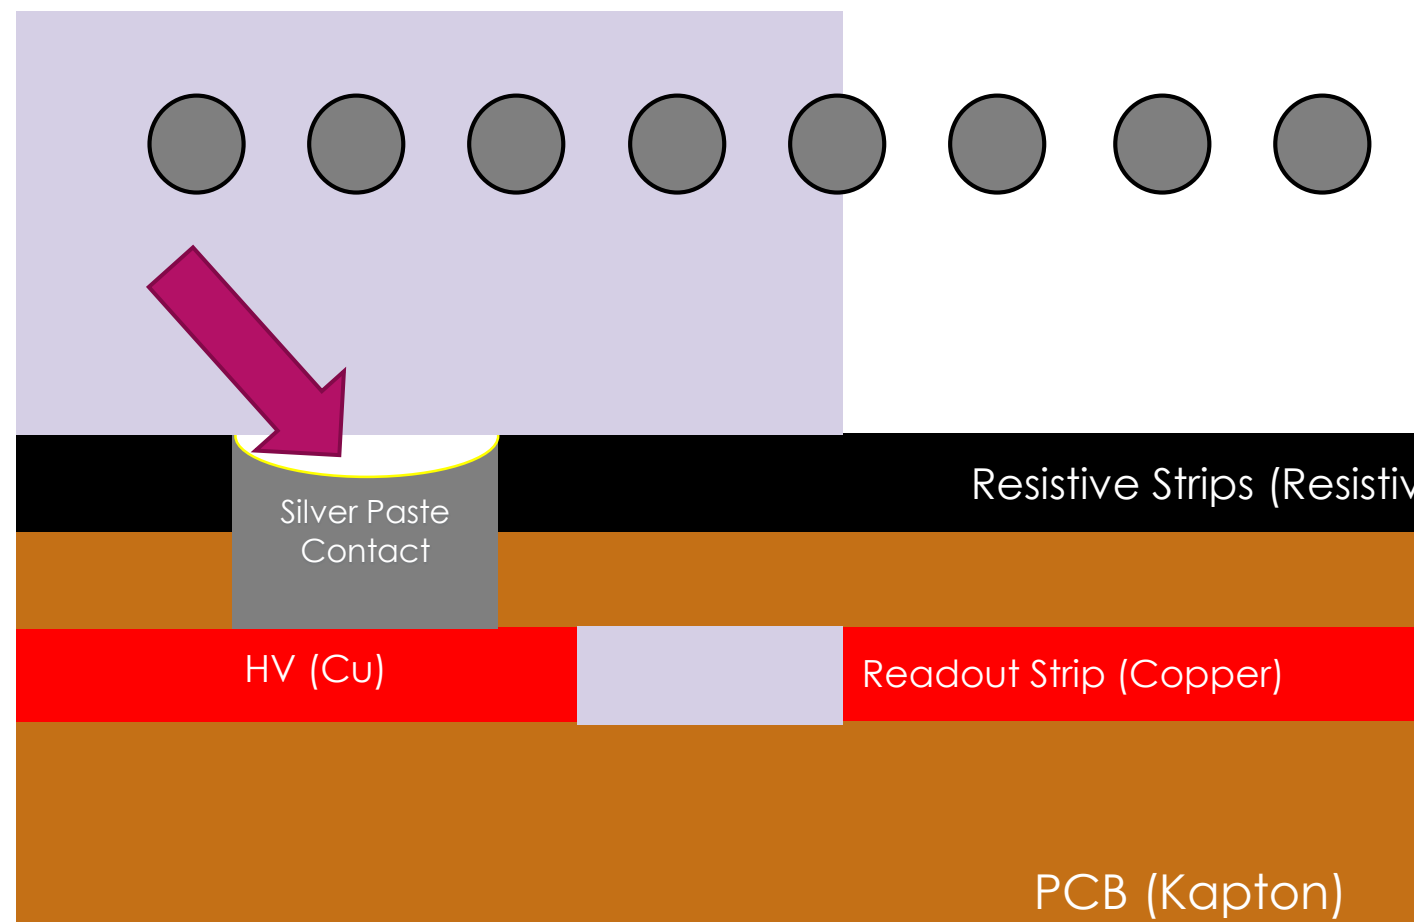 Resistive Strips (Resistiv
Silver Paste
Contact
HV (Cu)
Readout Strip (Copper)
PCB (Kapton)